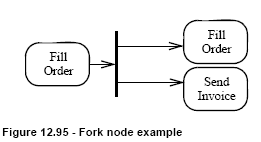 Fill
Order
Fill
Order
Send
Invoice
Figure 12.95 - Fork node example